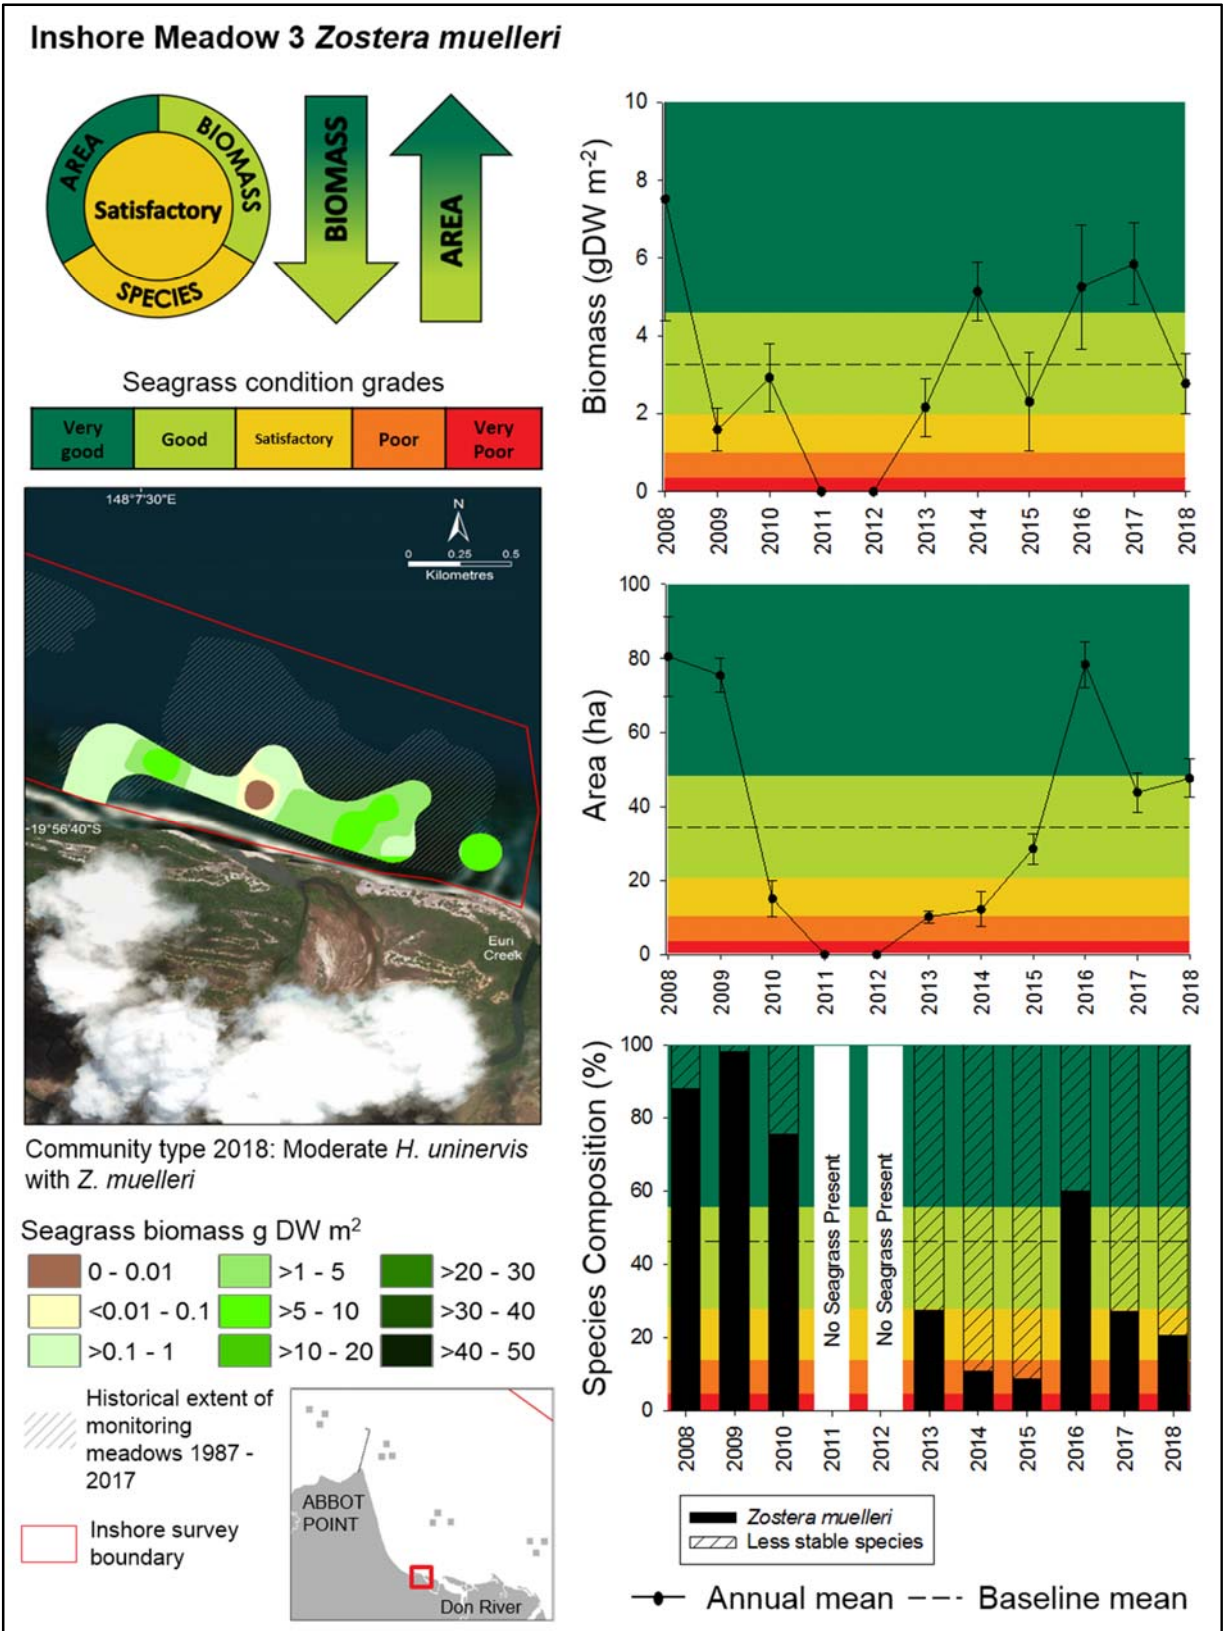 Inshore Meadow 3 Zostera muelleri
AREA
BIOMASS
Satisfactory
SPECIES
BIOMASS
AREA
Seagrass condition grades
Very good
Good
Satisfactory
Poor
Very Poor
148°7'30"E
N
0 0.25 0.5
Kilometres
-19°56'40"S
Euri
Creek
Community type 2018: Moderate H. uninervis
with Z. muelleri
Seagrass biomass g DW m²
0 - 0.01
>1 - 5
>20 - 30
<0.01 - 0.1
>5 - 10
>30 - 40
>0.1 - 1
>10 - 20
>40 - 50
Historical extent of
monitoring
meadows 1987 -
2017
Inshore survey
boundary
ABBOT
POINT
Don River
Biomass (gDW m⁻²)
10
8
6
4
2
0
2008 2009 2010 2011 2012 2013 2014 2015 2016 2017 2018
Area (ha)
100
80
60
40
20
0
2008 2009 2010 2011 2012 2013 2014 2015 2016 2017 2018
Species Composition (%)
100
80
60
40
20
0
No Seagrass Present
No Seagrass Present
2008 2009 2010 2011 2012 2013 2014 2015 2016 2017 2018
Zostera muelleri
Less stable species
Annual mean
Baseline mean